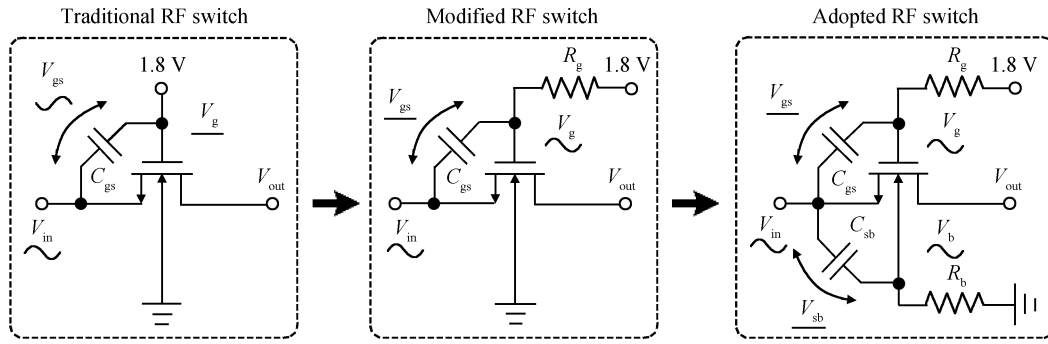 Traditional RF switch
Modified RF switch
Adopted RF switch
Vgs
1.8 V
Vg
Cgs
Vin
Vout
Rg
1.8 V
Vgs
Vg
Cgs
Vin
Vout
Rg
1.8 V
Vgs
Vg
Cgs
Vout
Vin
Csb
Vb
Rb
Vsb